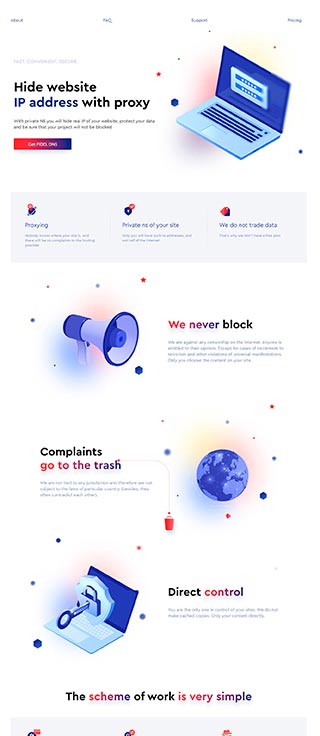 About FAQ Support Pricing
FAST. CONVENIENT. SECURE.
Hide website
IP address with proxy
With private NS you will hide real IP of your website, protect your data
and be sure that your project will not be blocked
Get FIDEL DNS
Proxying
Private ns of your site
We do not trade data
Nobody knows where your site is, and
there will be no complaints to the hosting
provider
Only you will have such ns addresses, and
not half of the internet
That's why we don't have a free plan
We never block
We are against any censorship on the Internet. Anyone is
entitled to their opinion. Except for cases of incitement to
terrorism and other violations of universal manifestations.
Only you choose the content on your site
Complaints
go to the trash
We are not tied to any jurisdiction and therefore are not
subject to the laws of particular country (besides, they
often contradict each other).
Direct control
You are the only one in control of your sites. We do not
make cached copies. Only your content directly.
The scheme of work is very simple